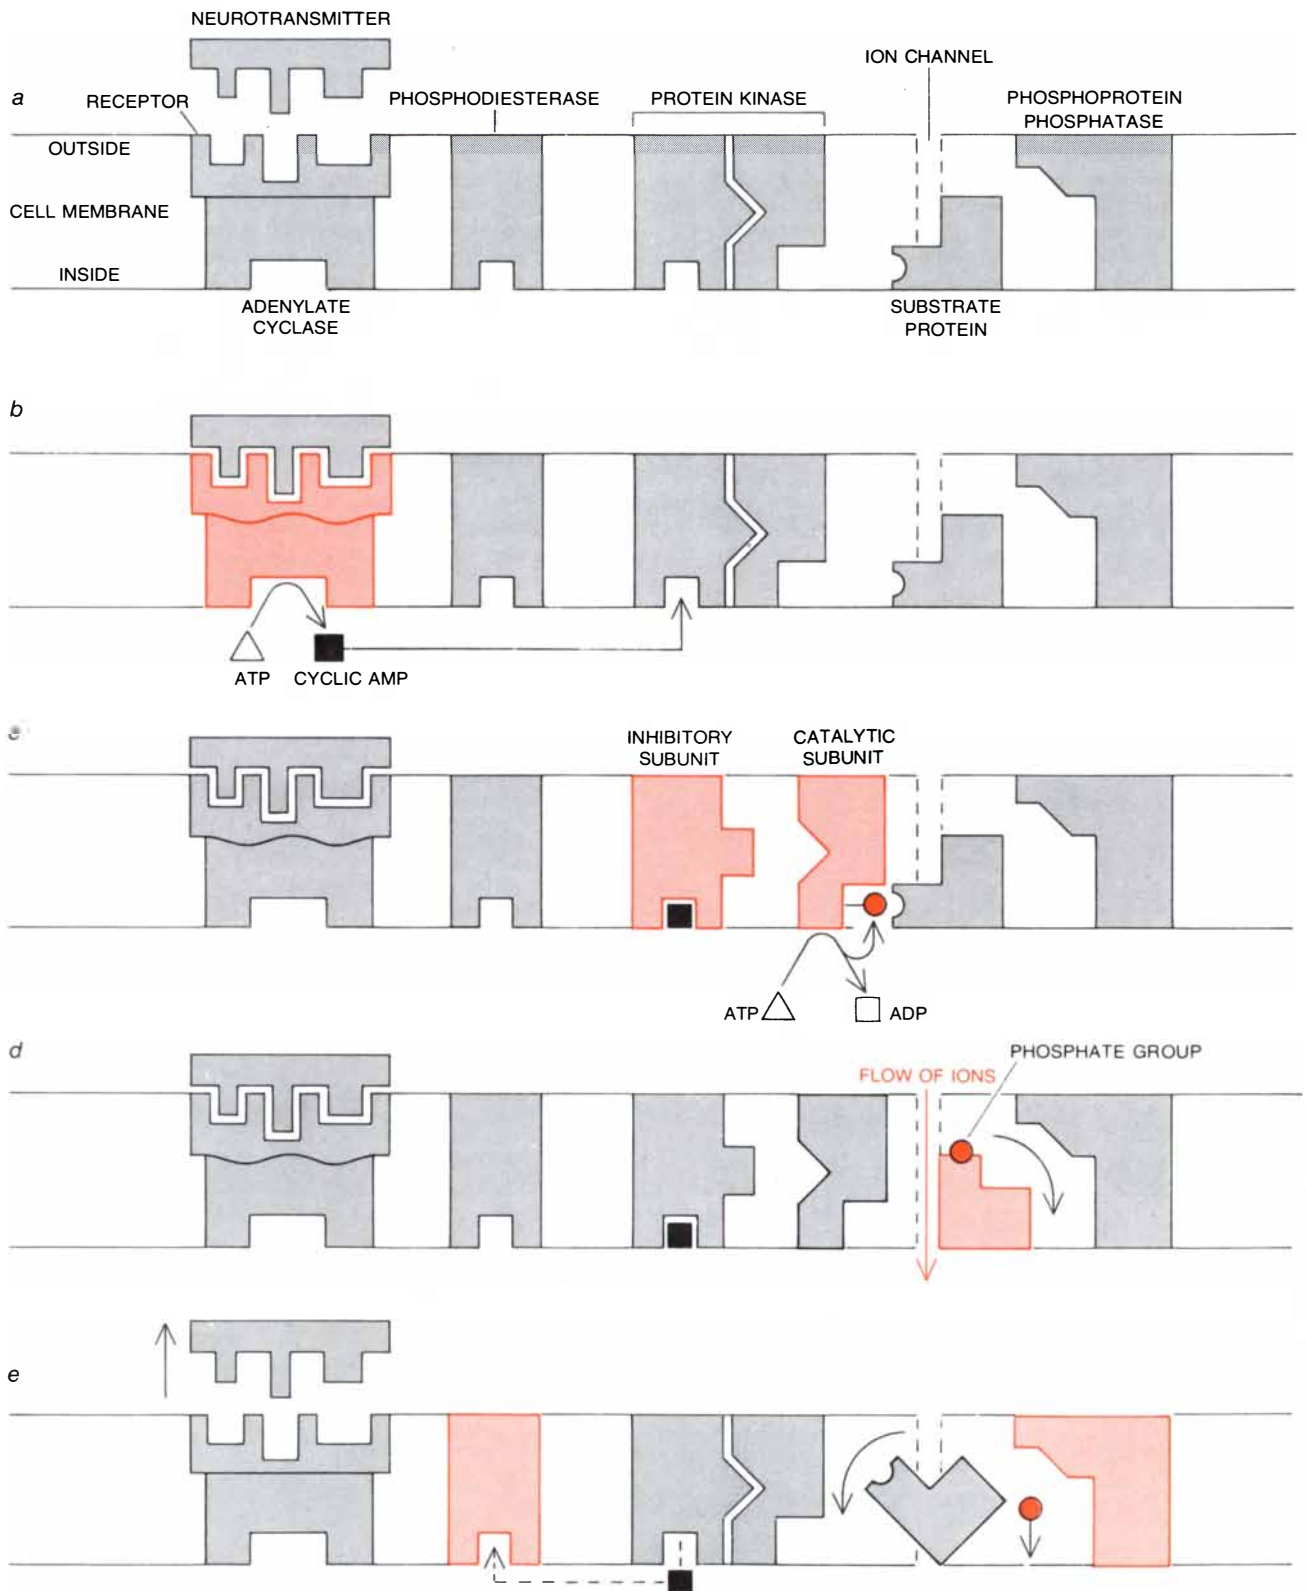 NEUROTRANSMITTER
a
RECEPTOR
PHOSPHODIESTERASE
PROTEIN KINASE
ION CHANNEL
PHOSPHOPROTEIN
PHOSPHATASE
OUTSIDE
CELL MEMBRANE
INSIDE
ADENYLATE
CYCLASE
SUBSTRATE
PROTEIN
b
ATP
CYCLIC AMP
INHIBITORY
SUBUNIT
CATALYTIC
SUBUNIT
ATP
ADP
d
PHOSPHATE GROUP
FLOW OF IONS
e